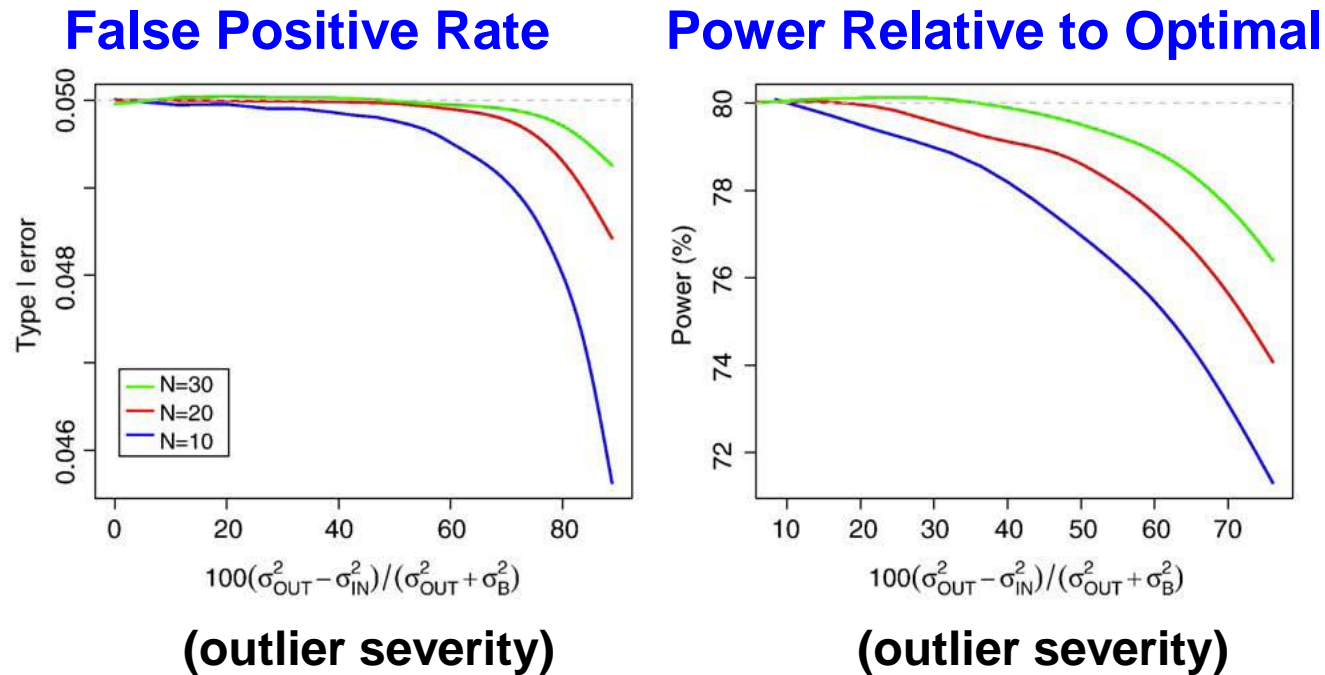 False Positive Rate
Type I error
0.050
0.048
0.046
N=30
N=20
N=10
0 20 40 60 80
100(σ²OUT − σ²IN)/(σ²OUT + σ²B)
(outlier severity)
Power Relative to Optimal
Power (%)
80
78
76
74
72
10 20 30 40 50 60 70
100(σ²OUT − σ²IN)/(σ²OUT + σ²B)
(outlier severity)